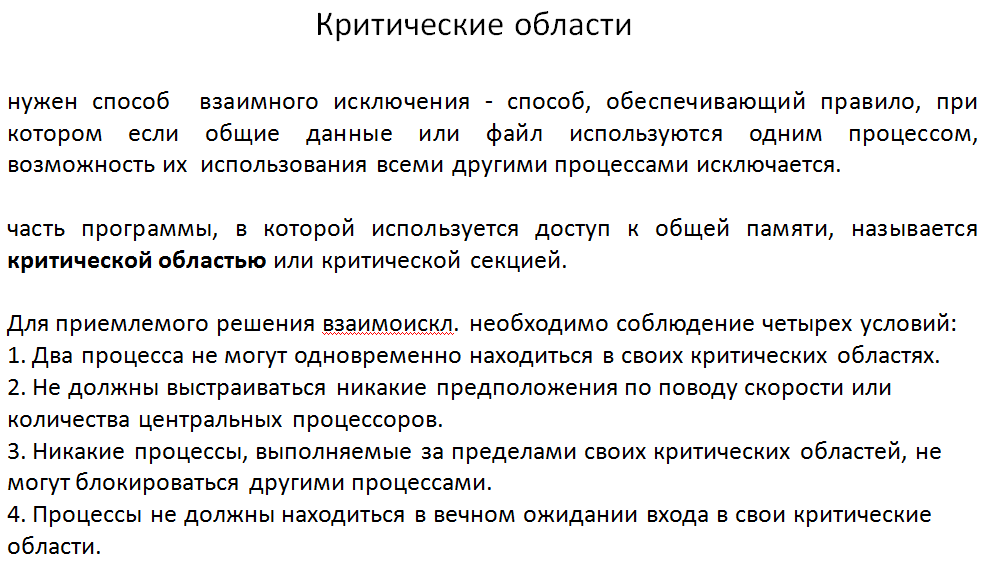 Критические области
нужен способ взаимного исключения - способ, обеспечивающий правило, при
котором если общие данные или файл используются одним процессом,
возможность их использования всеми другими процессами исключается.
часть программы, в которой используется доступ к общей памяти, называется
критической областью или критической секцией.
Для приемлемого решения взаимоискл. необходимо соблюдение четырех условий:
1. Два процесса не могут одновременно находиться в своих критических областях.
2. Не должны выстраиваться никакие предположения по поводу скорости или
количества центральных процессоров.
3. Никакие процессы, выполняемые за пределами своих критических областей, не
могут блокироваться другими процессами.
4. Процессы не должны находиться в вечном ожидании входа в свои критические
области.